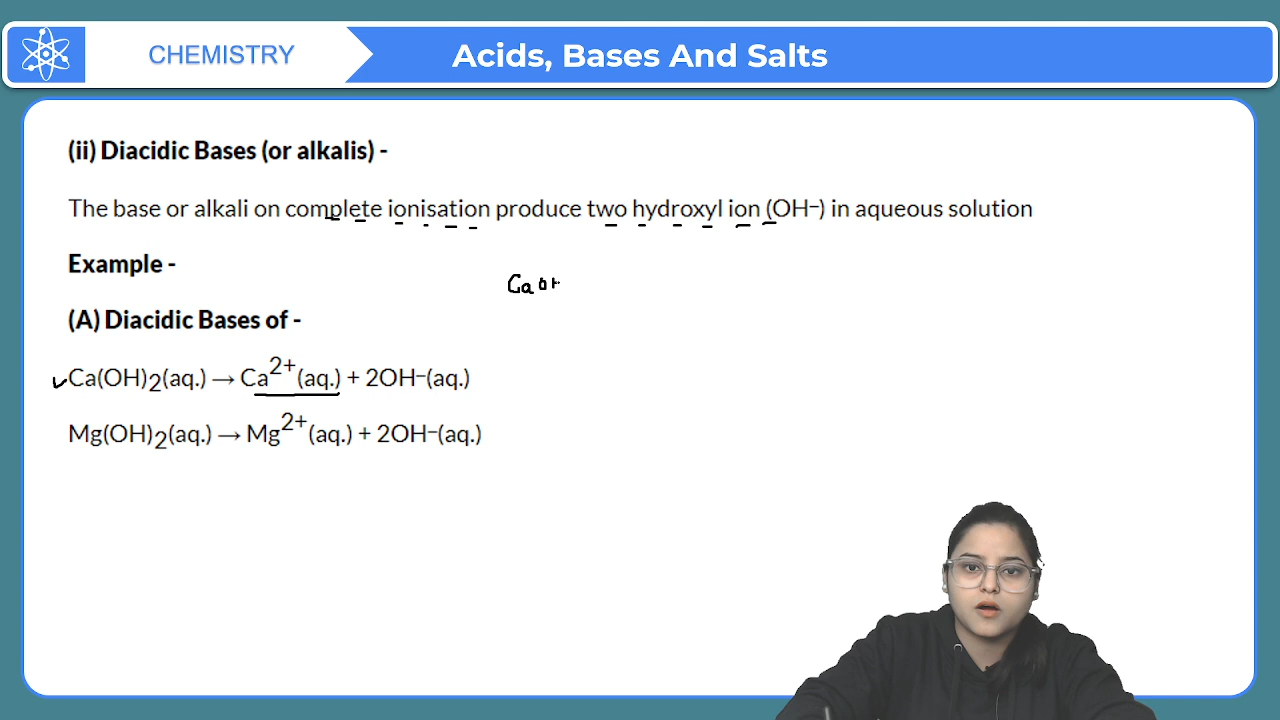 CHEMISTRY
Acids, Bases And Salts
(ii) Diacidic Bases (or alkalis) -
The base or alkali on complete ionisation produce two hydroxyl ion (OH−) in aqueous solution
Example -
Ca OH
(A) Diacidic Bases of -
Ca(OH)2(aq.) → Ca2+(aq.) + 2OH−(aq.)
Mg(OH)2(aq.) → Mg2+(aq.) + 2OH−(aq.)